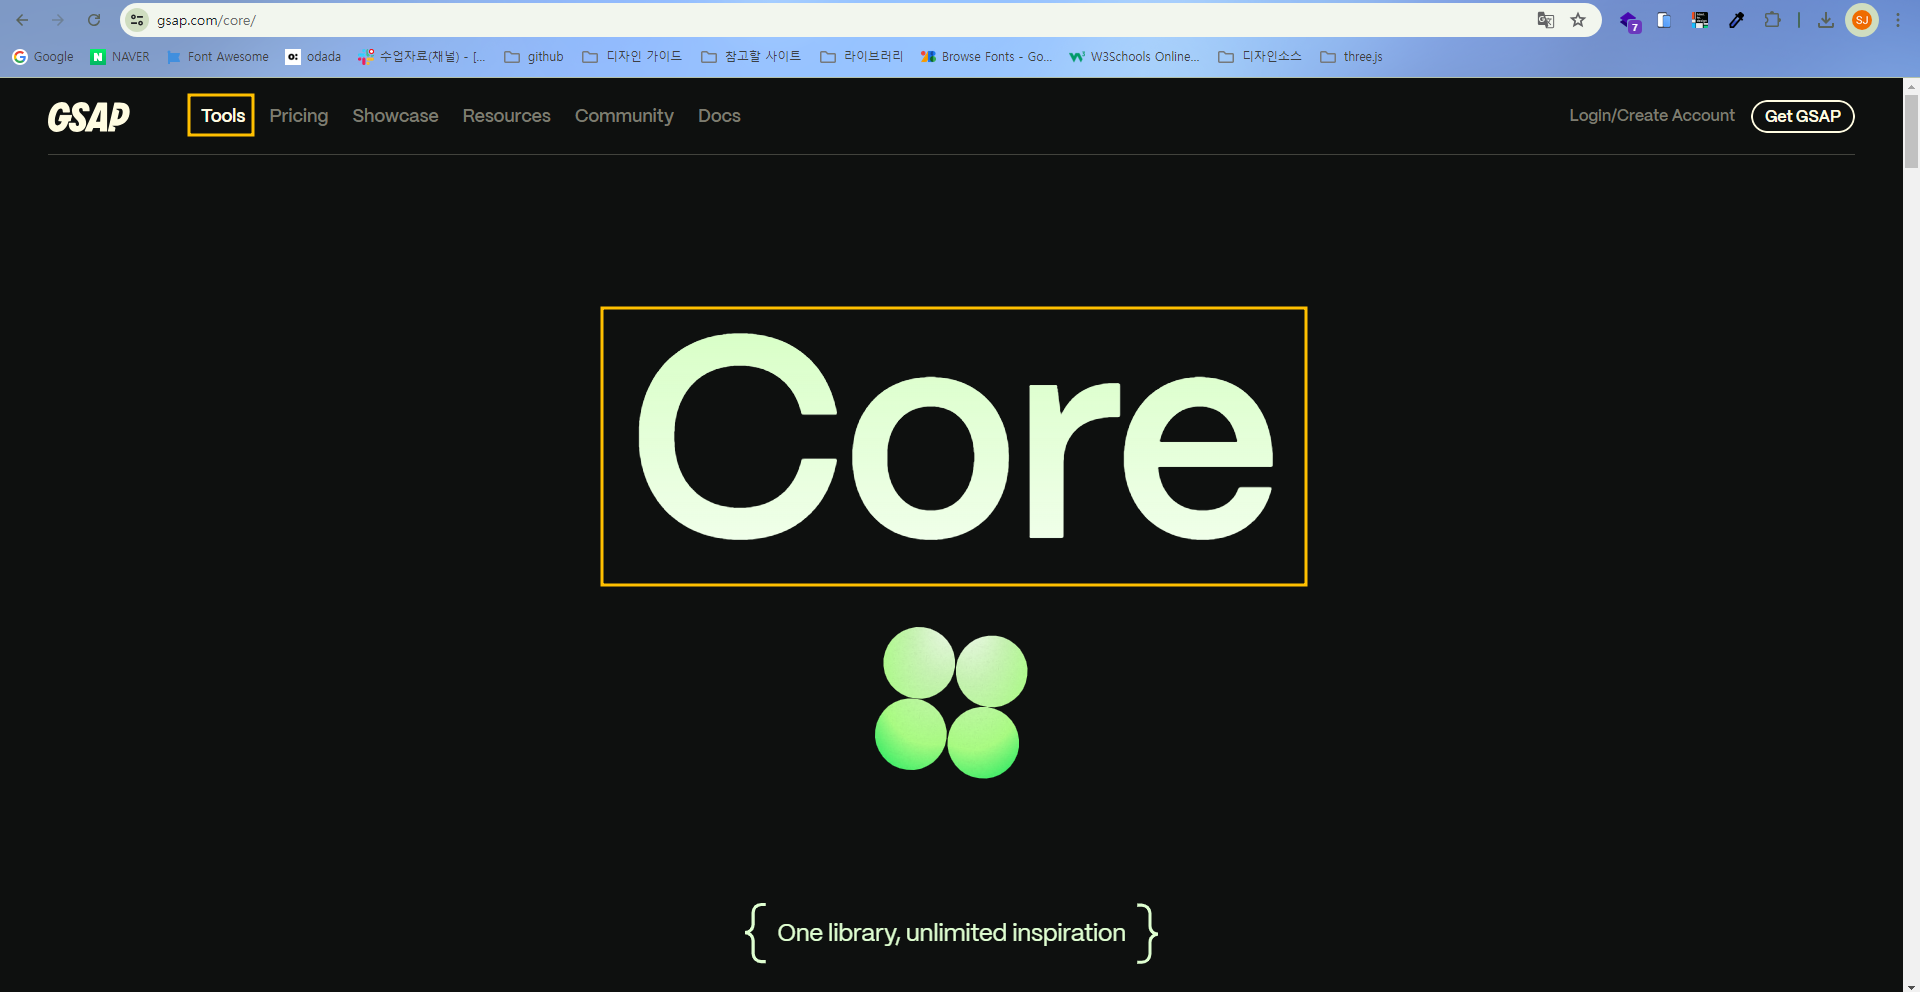 gsap.com/core/
7
SJ
Google NAVER Font Awesome o: odada 수업자료(채널) - [... github 디자인 가이드 참고할 사이트 라이브러리 Browse Fonts - Go... W3Schools Online... 디자인소스 three.js
GSAP Tools Pricing Showcase Resources Community Docs LogIn/Create Account Get GSAP
Core
{ One library, unlimited inspiration }